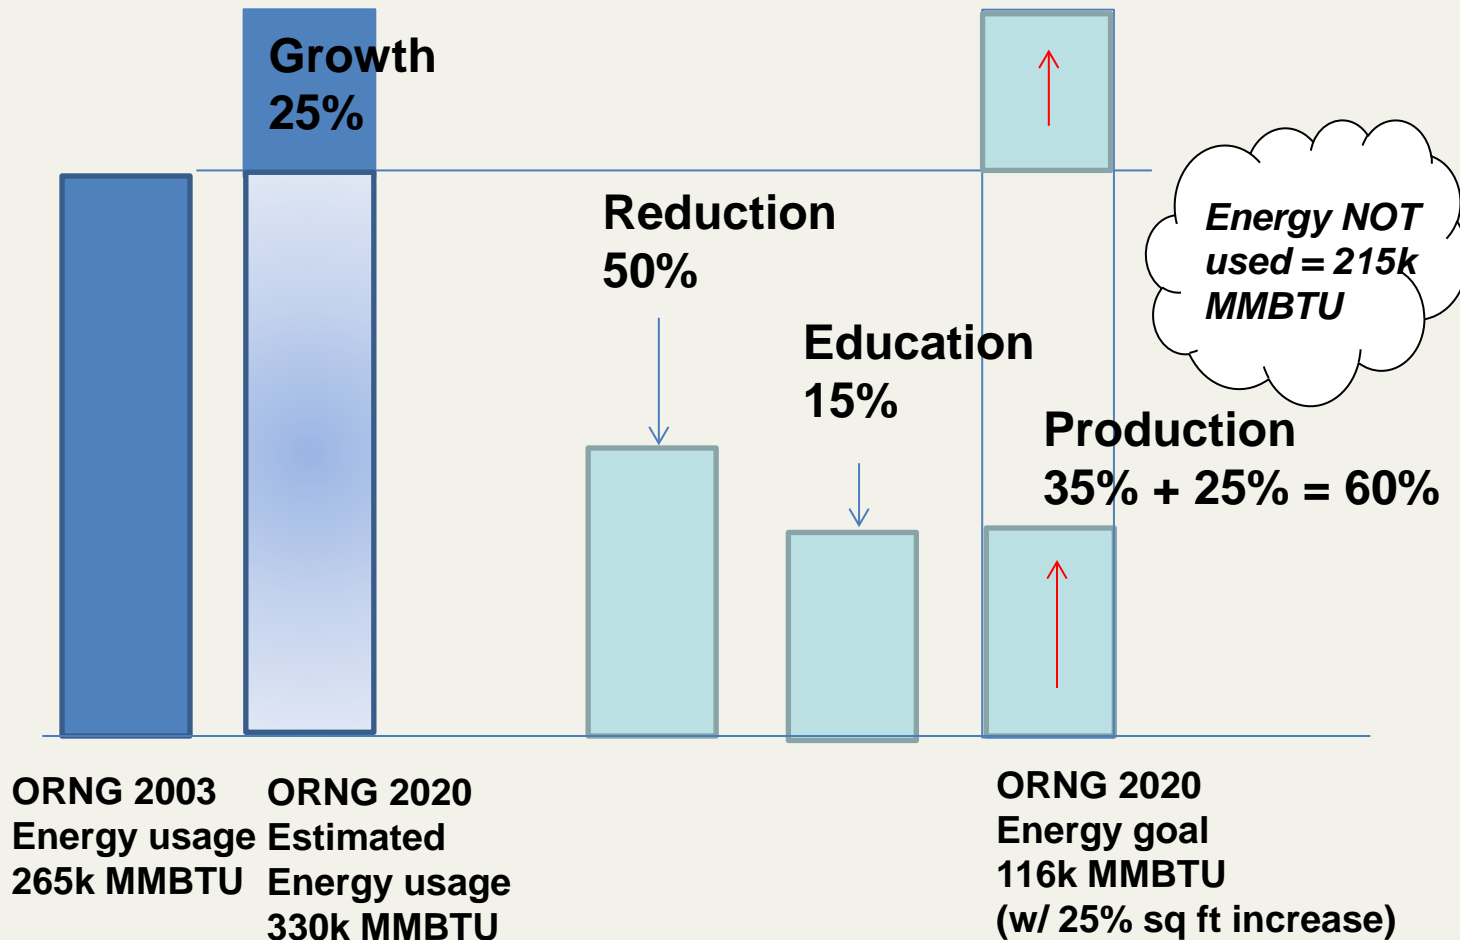 Growth
25%
Reduction
50%
Energy NOT
used = 215k
MMBTU
Education
15%
Production
35% + 25% = 60%
ORNG 2003
Energy usage
265k MMBTU
ORNG 2020
Estimated
Energy usage
330k MMBTU
ORNG 2020
Energy goal
116k MMBTU
(w/ 25% sq ft increase)